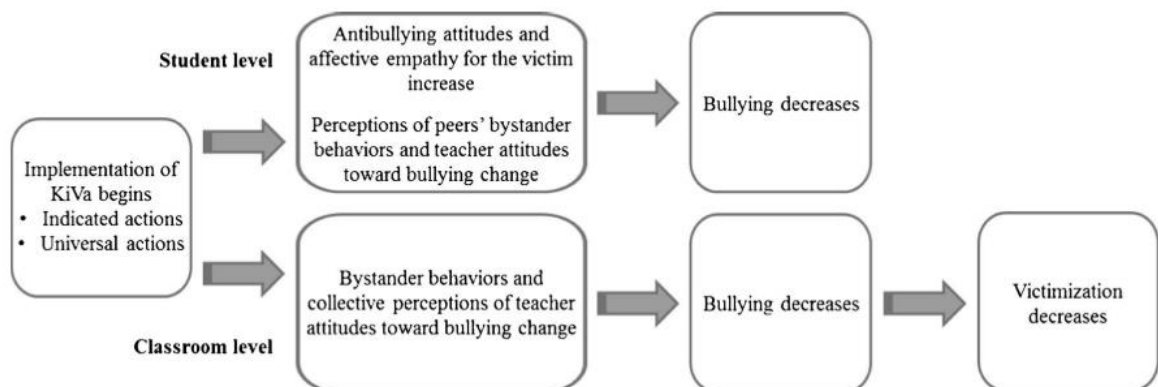 Student level
Antibullying attitudes and
affective empathy for the victim
increase
Perceptions of peers' bystander
behaviors and teacher attitudes
toward bullying change
Bullying decreases
Implementation of
KiVa begins
• Indicated actions
• Universal actions
Bystander behaviors and
collective perceptions of teacher
attitudes toward bullying change
Bullying decreases
Victimization
decreases
Classroom level